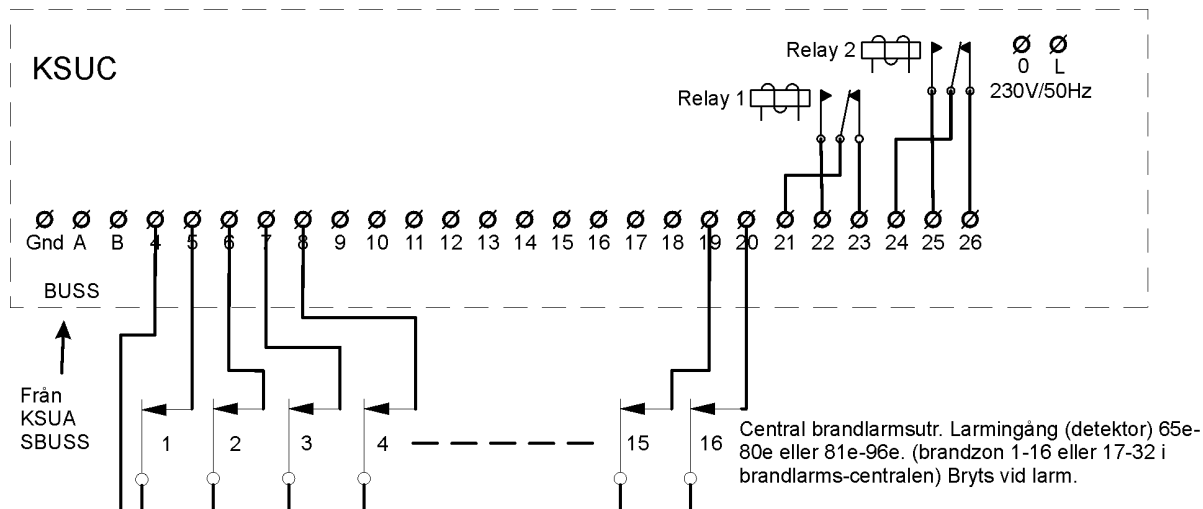 KSUC
Relay 2
0 L
230V/50Hz
Relay 1
Gnd A B 4 5 6 7 8 9 10 11 12 13 14 15 16 17 18 19 20 21 22 23 24 25 26
BUSS
Från
KSUA
SBUSS
1 2 3 4 15 16
Central brandlarmsutr. Larmingång (detektor) 65e-
80e eller 81e-96e. (brandzon 1-16 eller 17-32 i
brandlarms-centralen) Bryts vid larm.